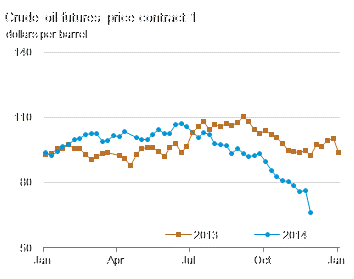 Crude oil futures price contract 1
dollars per barrel
140
110
80
50
Jan
Apr
Jul
Oct
Jan
2013
2014